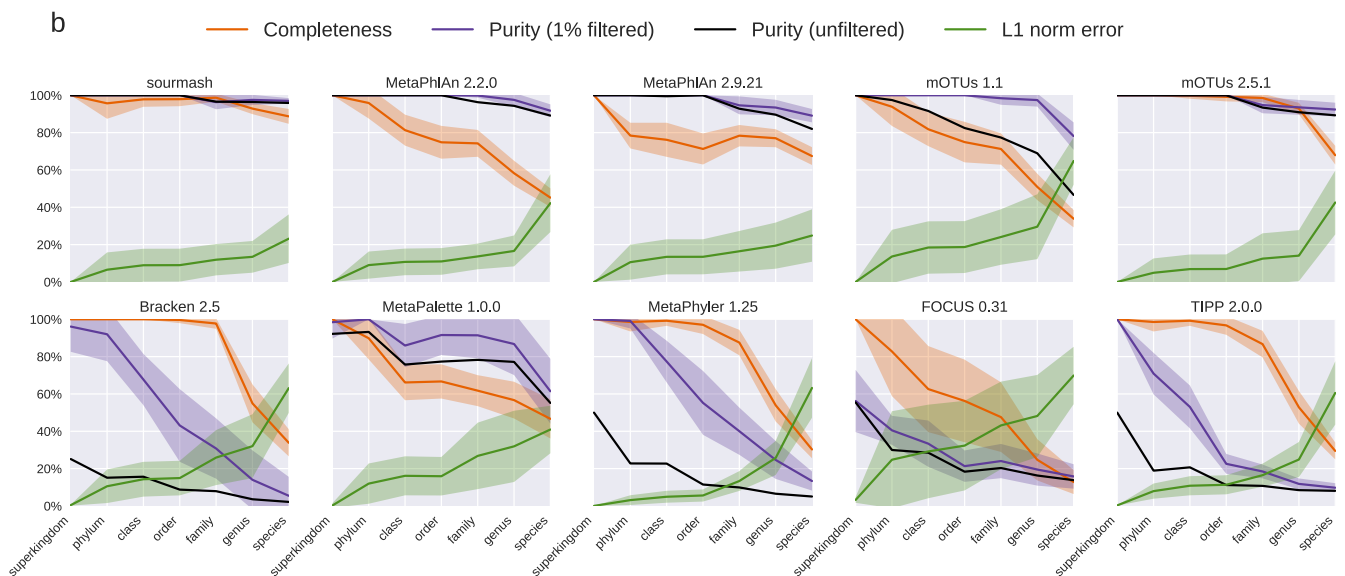 b
Completeness Purity (1% filtered) Purity (unfiltered) L1 norm error
sourmash MetaPhlAn 2.2.0 MetaPhlAn 2.9.21 mOTUs 1.1 mOTUs 2.5.1
100%
80%
60%
40%
20%
0%
Bracken 2.5 MetaPalette 1.0.0 MetaPhyler 1.25 FOCUS 0.31 TIPP 2.0.0
100%
80%
60%
40%
20%
0%
superkingdom phylum class order family genus species superkingdom phylum class order family genus species superkingdom phylum class order family genus species superkingdom phylum class order family genus species superkingdom phylum class order family genus species